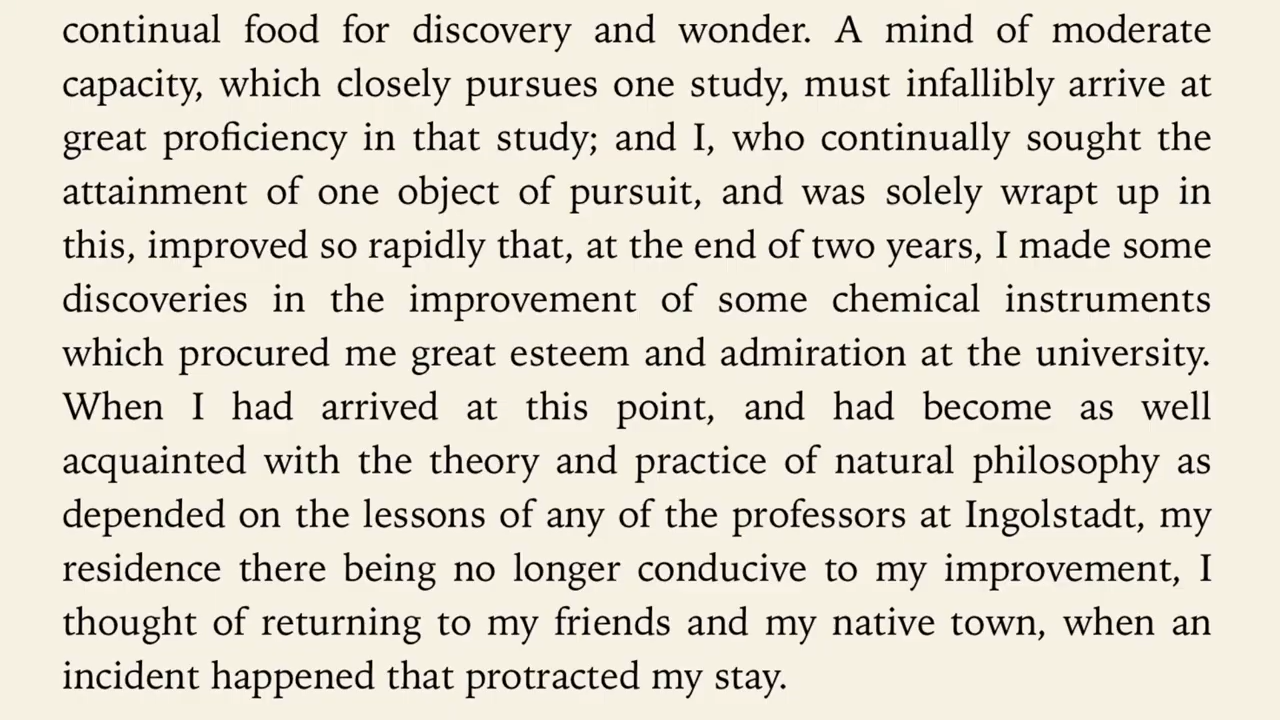 continual food for discovery and wonder. A mind of moderate
capacity, which closely pursues one study, must infallibly arrive at
great proficiency in that study; and I, who continually sought the
attainment of one object of pursuit, and was solely wrapt up in
this, improved so rapidly that, at the end of two years, I made some
discoveries in the improvement of some chemical instruments
which procured me great esteem and admiration at the university.
When I had arrived at this point, and had become as well
acquainted with the theory and practice of natural philosophy as
depended on the lessons of any of the professors at Ingolstadt, my
residence there being no longer conducive to my improvement, I
thought of returning to my friends and my native town, when an
incident happened that protracted my stay.